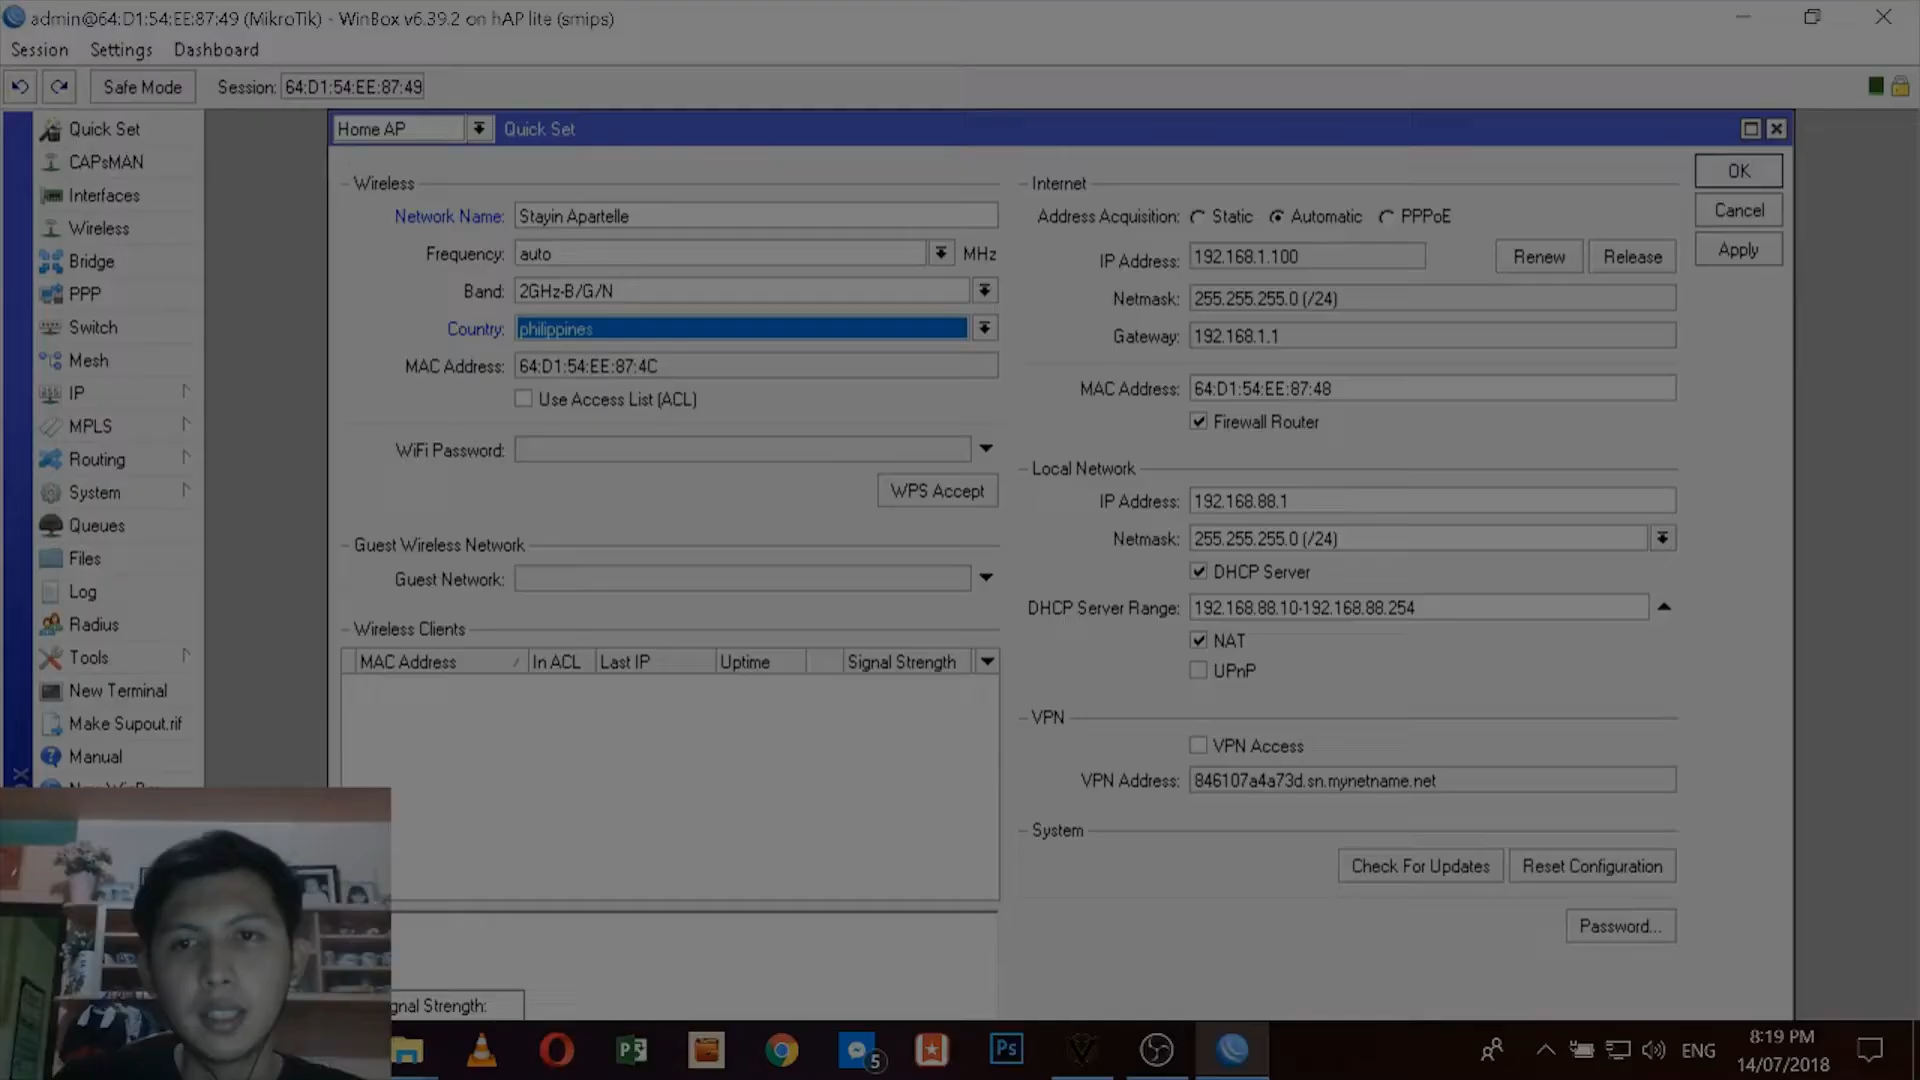 admin@64:D1:54:EE:87:49 (MikroTik) - WinBox v6.39.2 on hAP lite (smips)
Session Settings Dashboard
Safe Mode Session: 64:D1:54:EE:87:49
Quick Set
CAPsMAN
Interfaces
Wireless
Bridge
PPP
Switch
Mesh
IP
MPLS
Routing
System
Queues
Files
Log
Radius
Tools
New Terminal
Make Supout.rif
Manual
Home AP Quick Set
Wireless
Network Name: Stayin Apartelle
Frequency: auto MHz
Band: 2GHz-B/G/N
Country: philippines
MAC Address: 64:D1:54:EE:87:4C
Use Access List (ACL)
WiFi Password:
WPS Accept
Guest Wireless Network
Guest Network:
Wireless Clients
MAC Address In ACL Last IP Uptime Signal Strength
gnal Strength:
Internet
Address Acquisition: Static Automatic PPPoE
IP Address: 192.168.1.100 Renew Release
Netmask: 255.255.255.0 (/24)
Gateway: 192.168.1.1
MAC Address: 64:D1:54:EE:87:48
Firewall Router
Local Network
IP Address: 192.168.88.1
Netmask: 255.255.255.0 (/24)
DHCP Server
DHCP Server Range: 192.168.88.10-192.168.88.254
NAT
UPnP
VPN
VPN Access
VPN Address: 846107a4a73d.sn.mynetname.net
System
Check For Updates Reset Configuration
Password...
OK
Cancel
Apply
5 Ps ENG 8:19 PM
14/07/2018